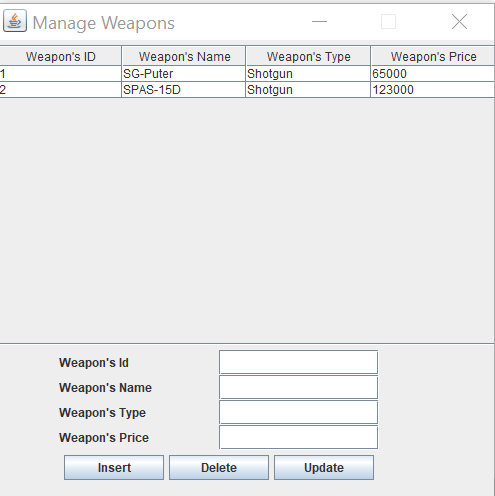 Manage Weapons
Weapon's ID Weapon's Name Weapon's Type Weapon's Price
1 SG-Puter Shotgun 65000
2 SPAS-15D Shotgun 123000
Weapon's Id
Weapon's Name
Weapon's Type
Weapon's Price
Insert Delete Update